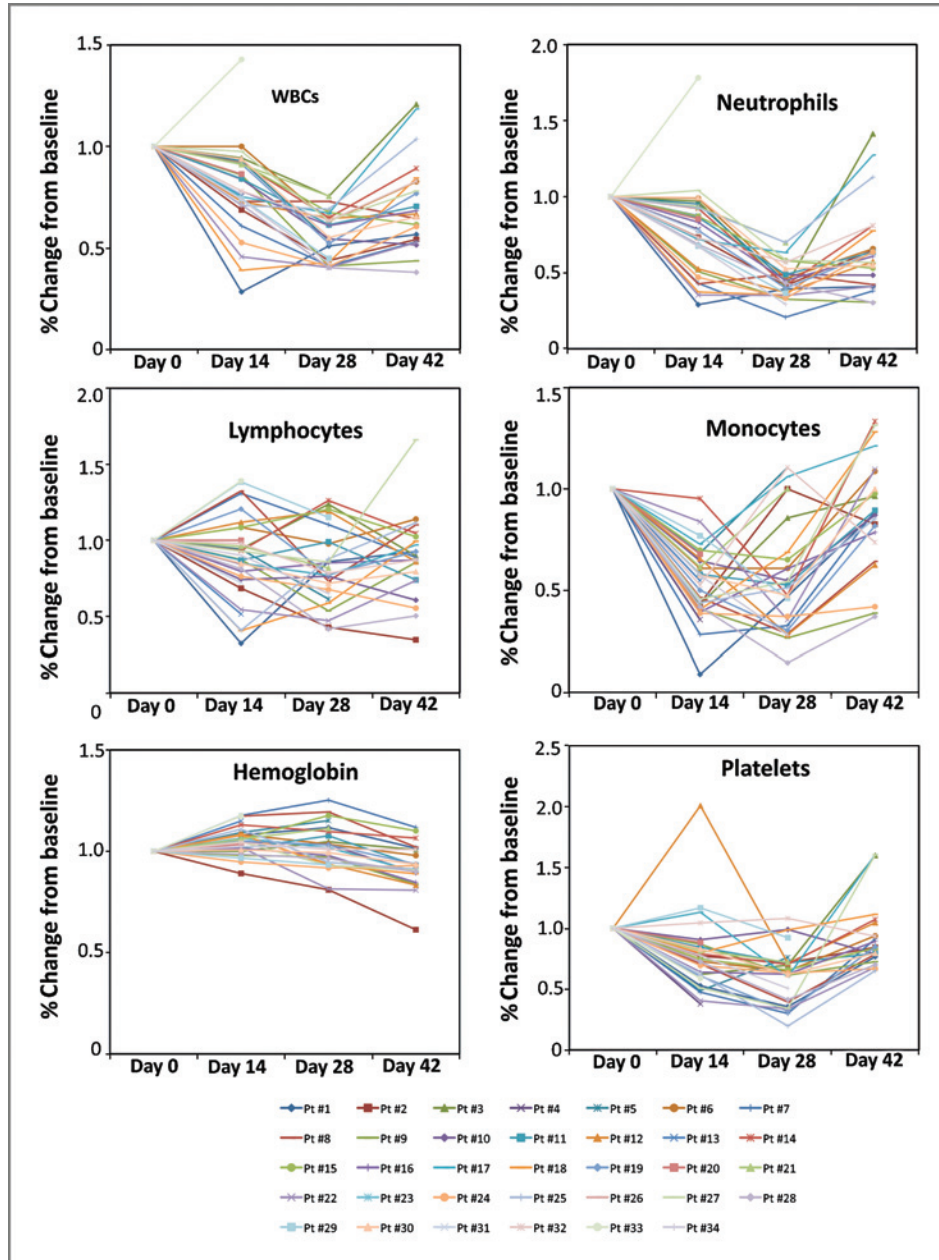 WBCs
% Change from baseline
1.5
1.0
0.5
0
Day 0 Day 14 Day 28 Day 42
Neutrophils
% Change from baseline
2.0
1.5
1.0
0.5
0
Day 0 Day 14 Day 28 Day 42
Lymphocytes
% Change from baseline
2.0
1.5
1.0
0.5
0
Day 0 Day 14 Day 28 Day 42
Monocytes
% Change from baseline
1.5
1.0
0.5
0
Day 0 Day 14 Day 28 Day 42
Hemoglobin
% Change from baseline
1.5
1.0
0.5
0
Day 0 Day 14 Day 28 Day 42
Platelets
% Change from baseline
2.5
2.0
1.5
1.0
0.5
0
Day 0 Day 14 Day 28 Day 42
Pt #1 Pt #2 Pt #3 Pt #4 Pt #5 Pt #6 Pt #7
Pt #8 Pt #9 Pt #10 Pt #11 Pt #12 Pt #13 Pt #14
Pt #15 Pt #16 Pt #17 Pt #18 Pt #19 Pt #20 Pt #21
Pt #22 Pt #23 Pt #24 Pt #25 Pt #26 Pt #27 Pt #28
Pt #29 Pt #30 Pt #31 Pt #32 Pt #33 Pt #34